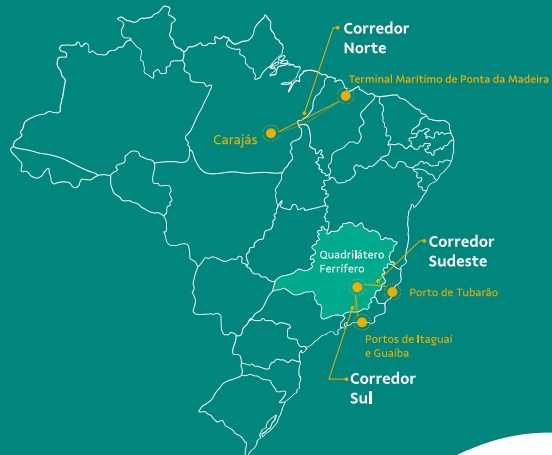 Corredor
Norte
Terminal Marítimo de Ponta da Madeira
Carajás
Quadrilátero
Ferrífero
Corredor
Sudeste
Porto de Tubarão
Portos de Itaguaí
e Guaíba
Corredor
Sul